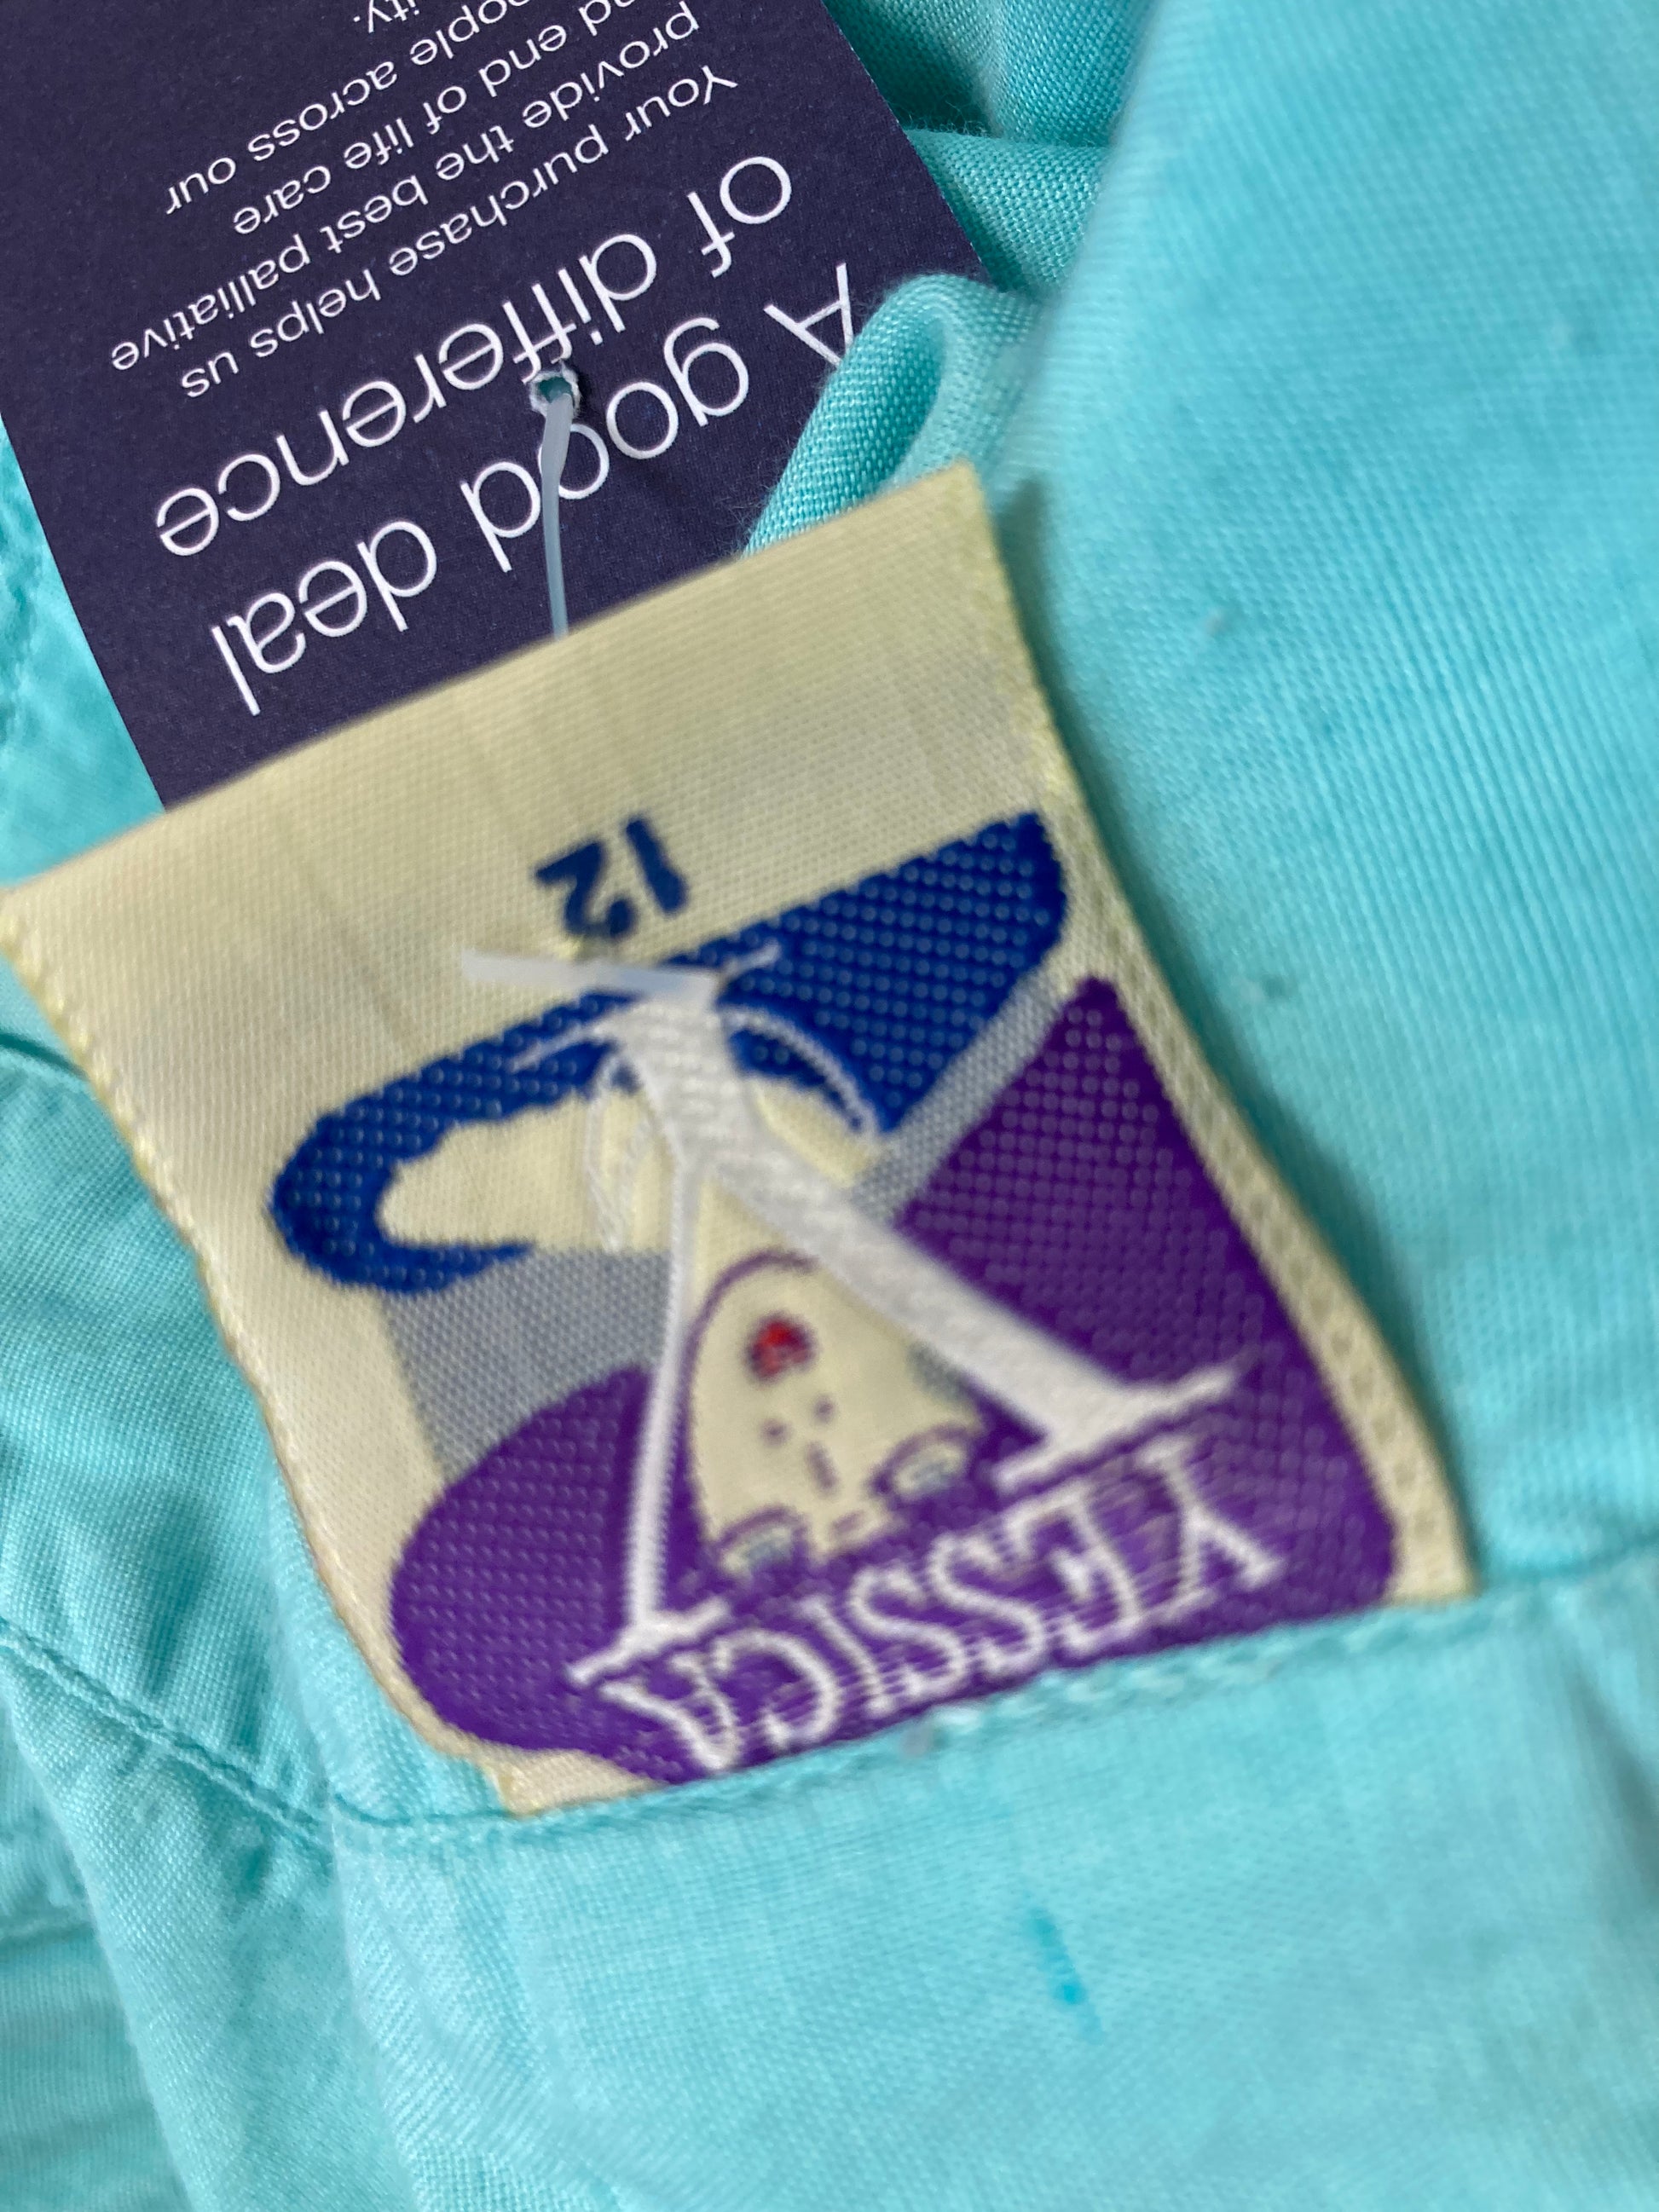 YESSICA
Y
12
A good deal
of difference
Your purchase helps us
provide the best palliative
end of life care
across our